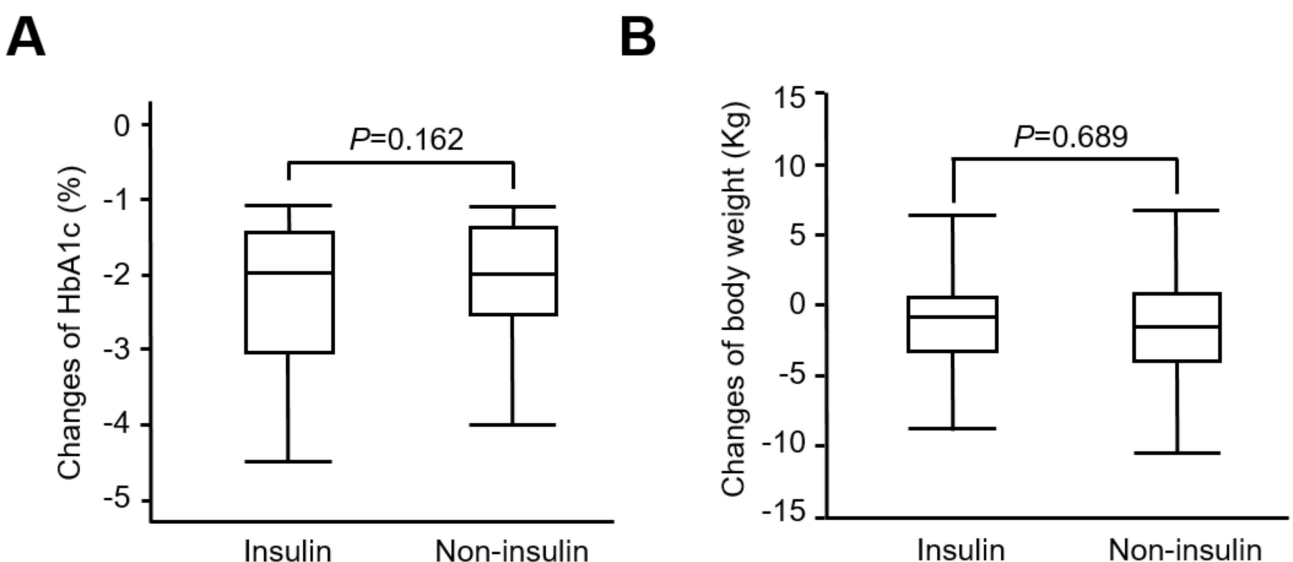 A
Changes of HbA1c (%)
0
-1
-2
-3
-4
-5
P=0.162
Insulin
Non-insulin
B
Changes of body weight (Kg)
15
10
5
0
-5
-10
-15
P=0.689
Insulin
Non-insulin